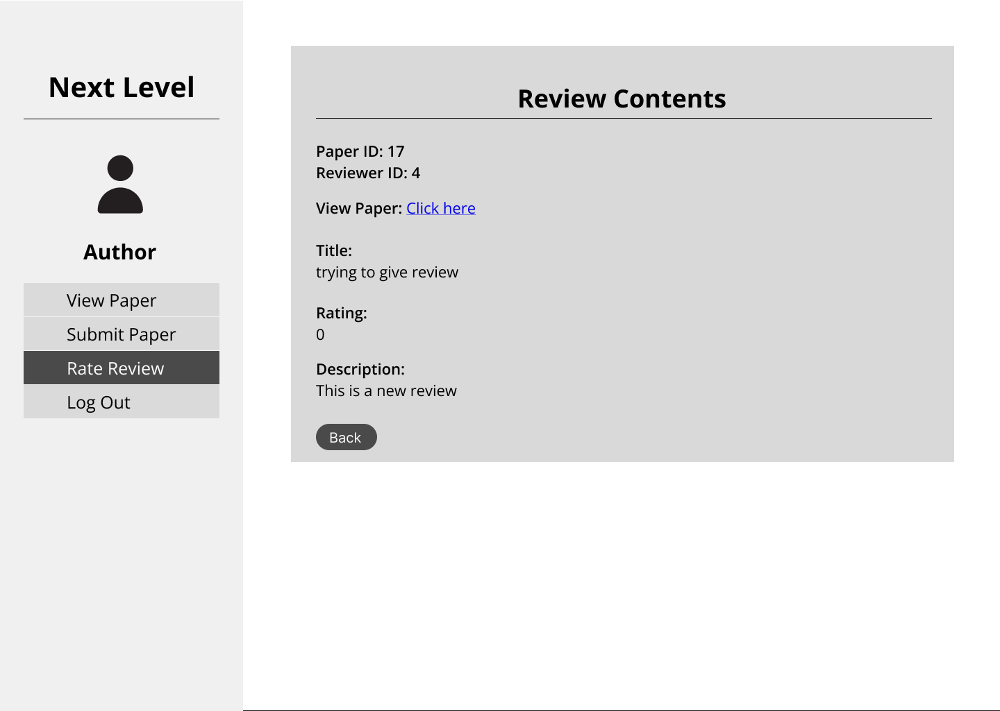 Next Level
Author
View Paper
Submit Paper
Rate Review
Log Out
Review Contents
Paper ID: 17
Reviewer ID: 4
View Paper: Click here
Title:
trying to give review
Rating:
0
Description:
This is a new review
Back